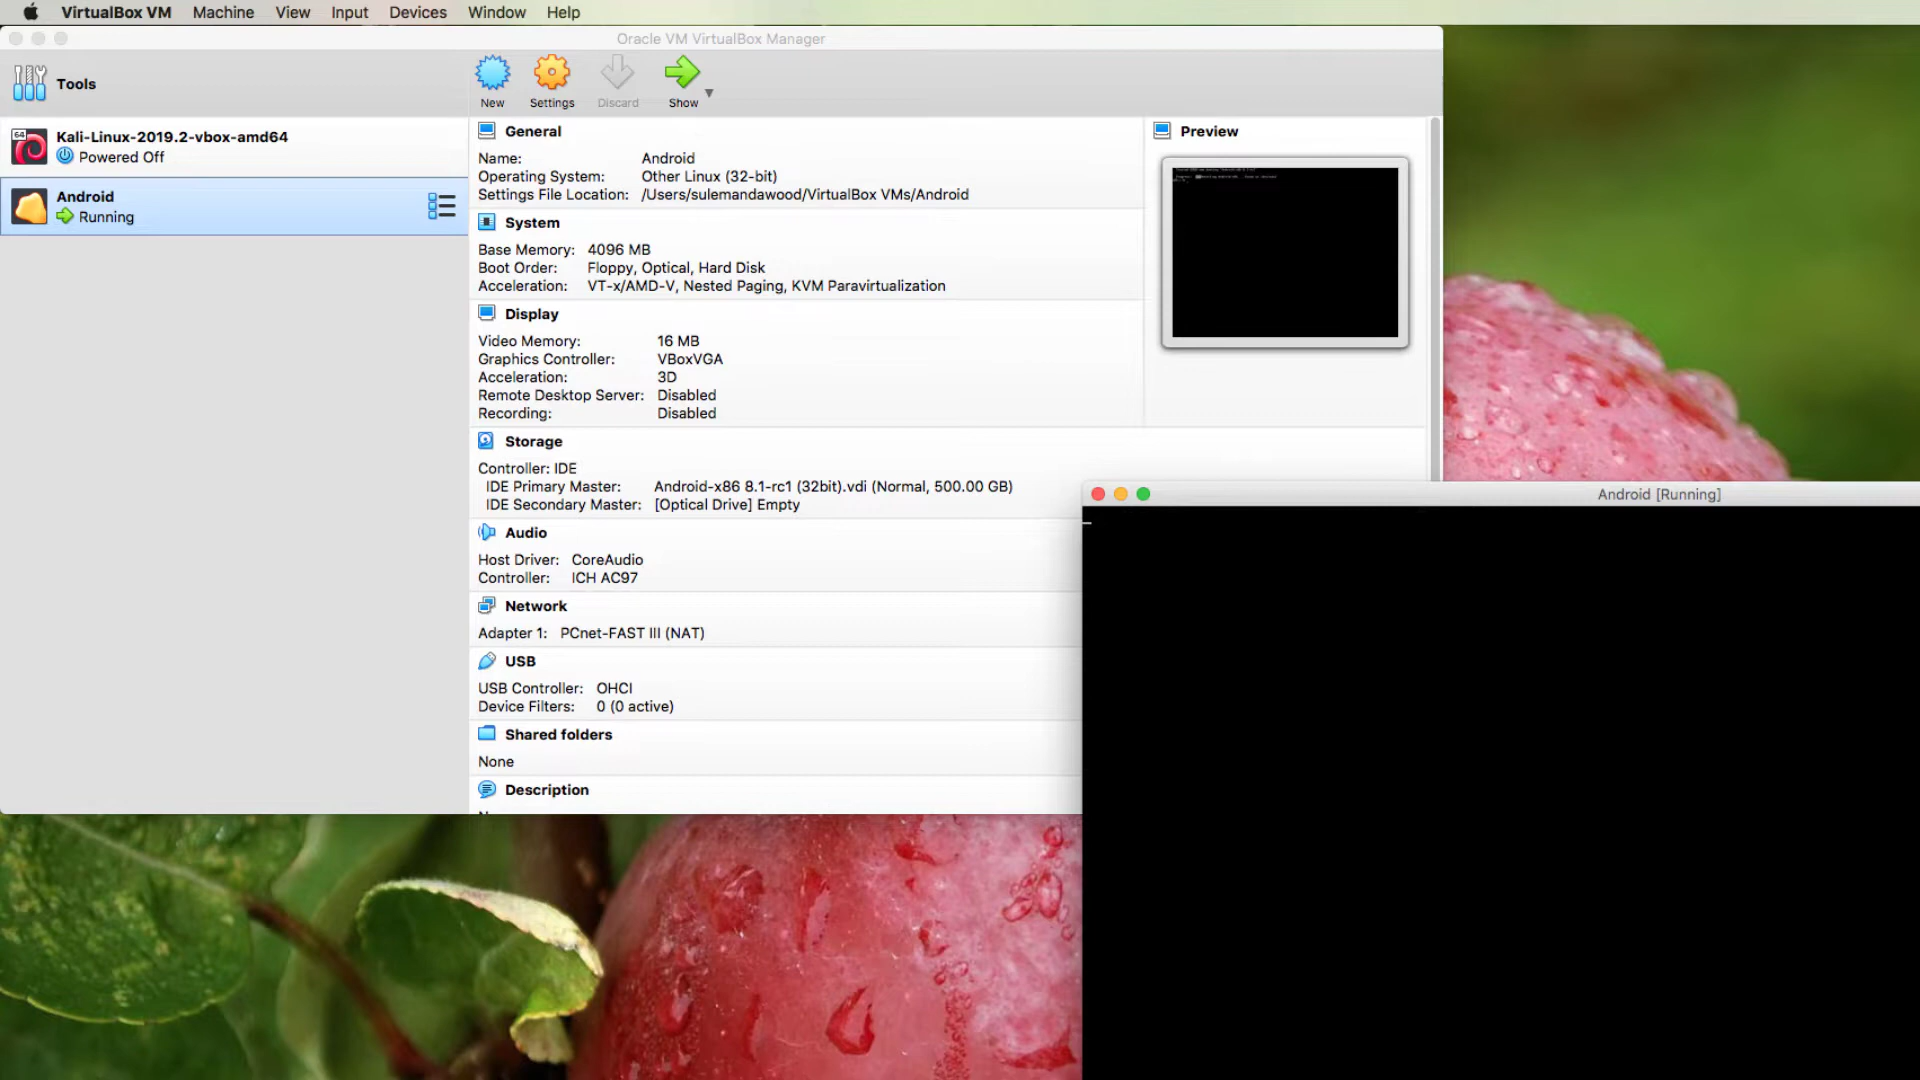 VirtualBox VM Machine View Input Devices Window Help
Oracle VM VirtualBox Manager
Tools
New
Settings
Discard
Show
64
Kali-Linux-2019.2-vbox-amd64
Powered Off
Android
Running
General
Name: Android
Operating System: Other Linux (32-bit)
Settings File Location: /Users/sulemandawood/VirtualBox VMs/Android
Preview
System
Base Memory: 4096 MB
Boot Order: Floppy, Optical, Hard Disk
Acceleration: VT-x/AMD-V, Nested Paging, KVM Paravirtualization
Display
Video Memory: 16 MB
Graphics Controller: VBoxVGA
Acceleration: 3D
Remote Desktop Server: Disabled
Recording: Disabled
Storage
Controller: IDE
IDE Primary Master: Android-x86 8.1-rc1 (32bit).vdi (Normal, 500.00 GB)
IDE Secondary Master: [Optical Drive] Empty
Audio
Host Driver: CoreAudio
Controller: ICH AC97
Network
Adapter 1: PCnet-FAST III (NAT)
USB
USB Controller: OHCI
Device Filters: 0 (0 active)
Shared folders
None
Description
Android [Running]